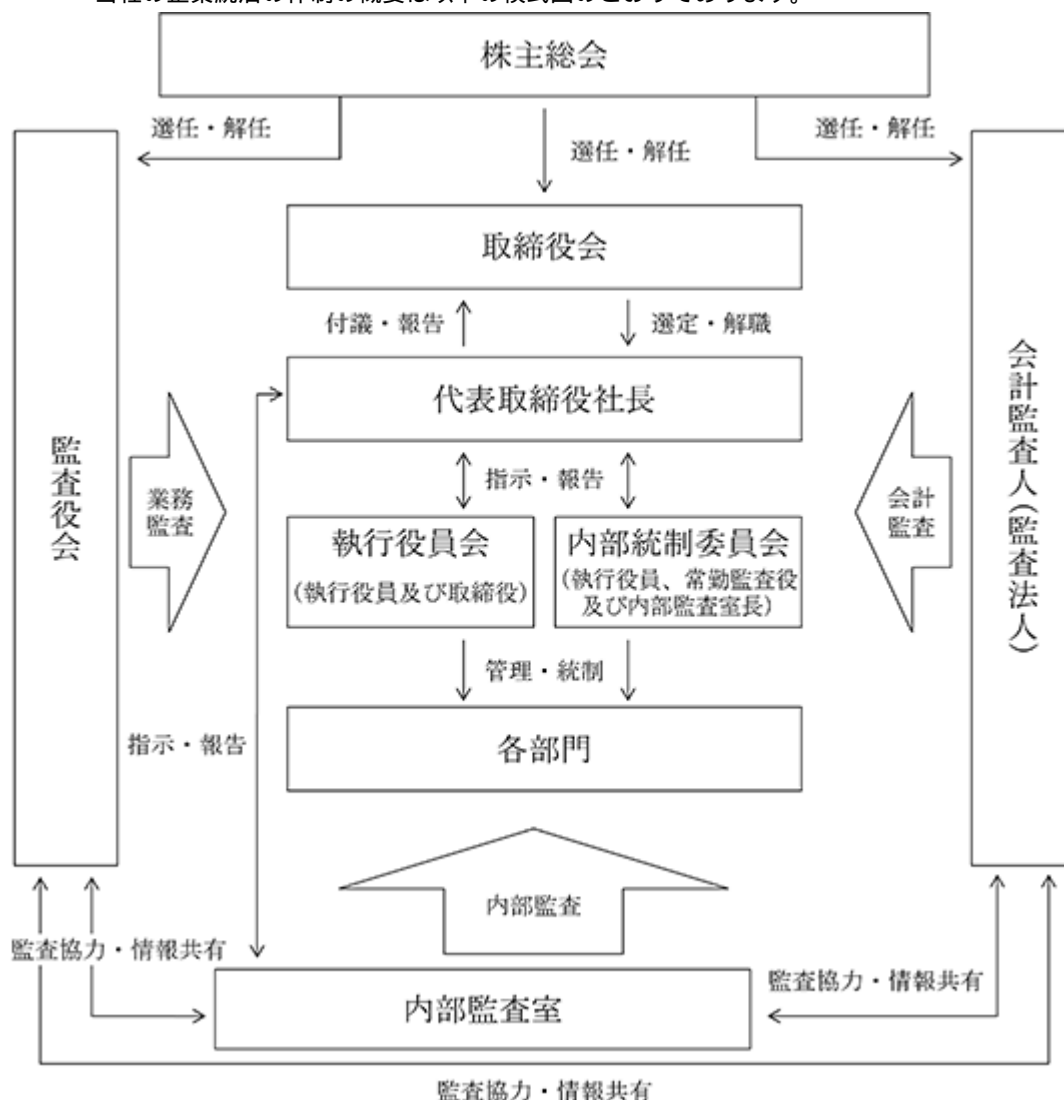 当社の企業統治の体制の概要は以下の模式図のとおりであります。
株主総会
選任・解任
選任・解任
選任・解任
取締役会
付議・報告
選定・解職
代表取締役社長
監査役会
会計監査人(監査法人)
業務
監査
会計
監査
指示・報告
執行役員会
(執行役員及び取締役)
内部統制委員会
(執行役員、常勤監査役
及び内部監査室長)
管理・統制
各部門
指示・報告
内部監査
監査協力・情報共有
内部監査室
監査協力・情報共有
監査協力・情報共有